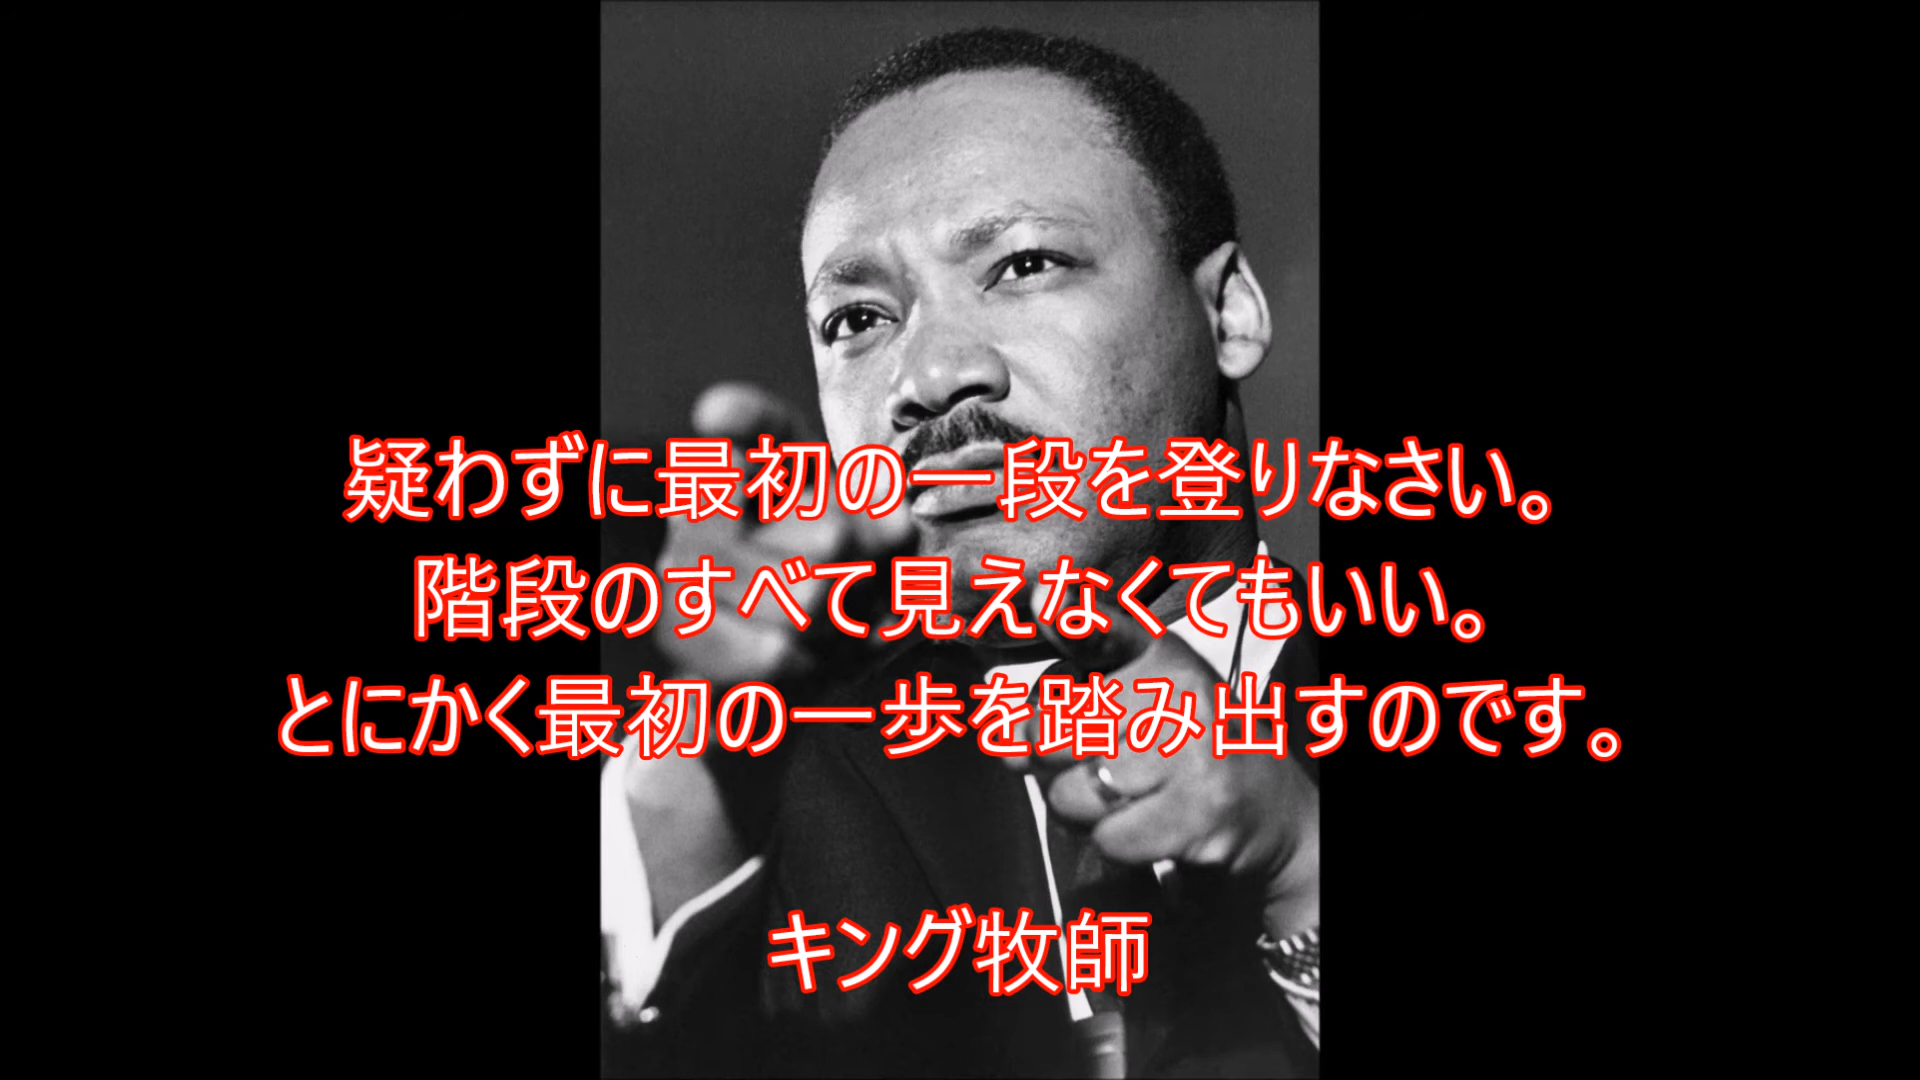 疑わずに最初の一段を登りなさい。
階段のすべて見えなくてもいい。
とにかく最初の一歩を踏み出すのです。
キング牧師